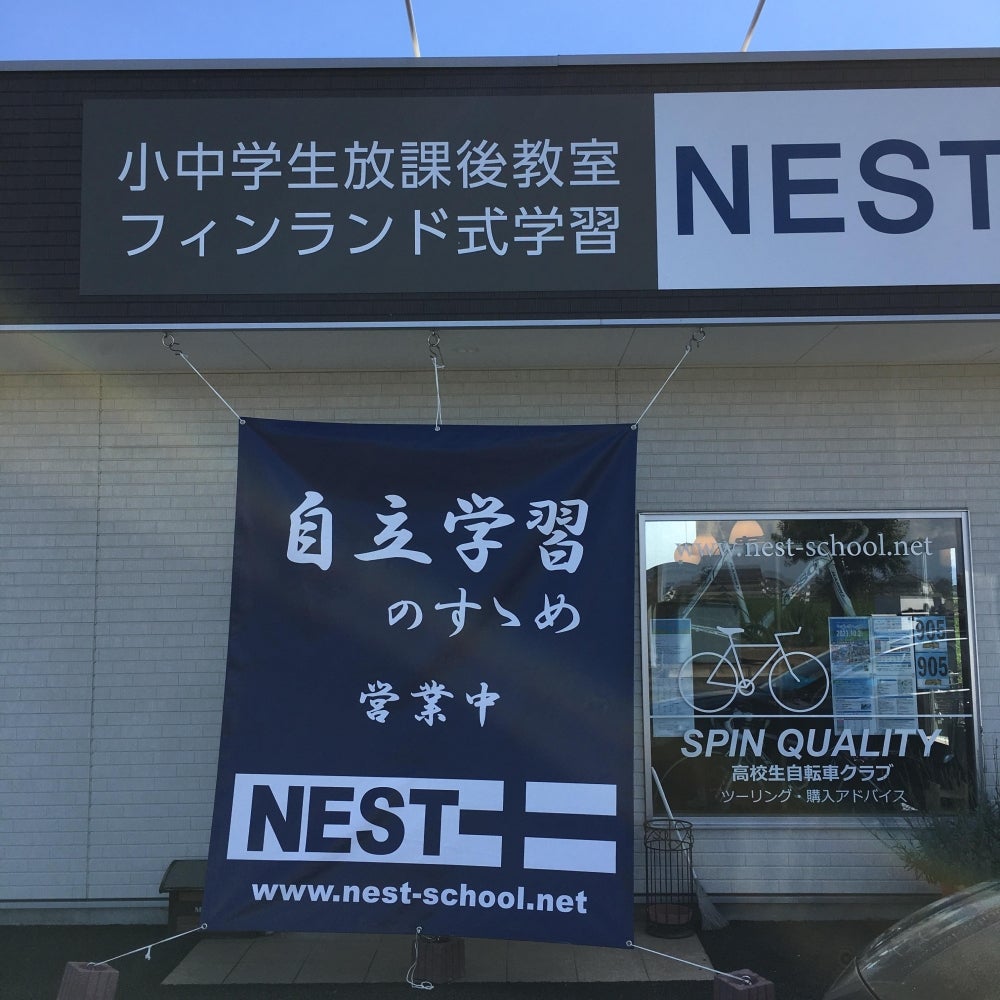 小中学生放課後教室
フィンランド式学習
NEST
自立学習
のすゝめ
営業中
NEST
www.nest-school.net
www.nest-school.net
905
905
SPIN QUALITY
高校生自転車クラブ
ツーリング・購入アドバイス